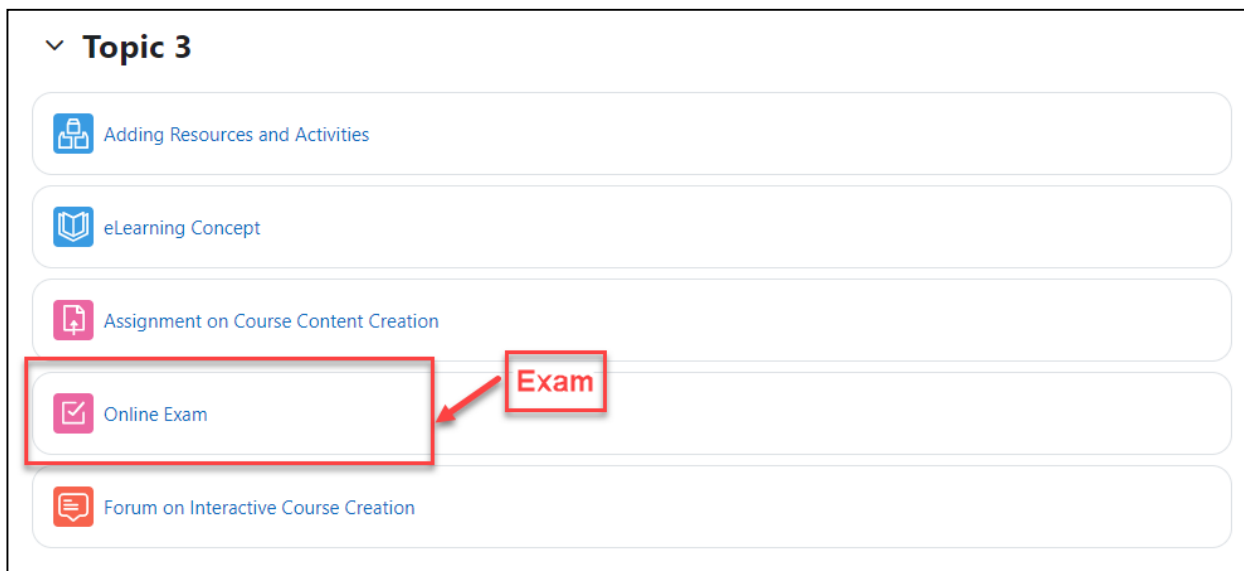 Topic 3
Adding Resources and Activities
eLearning Concept
Assignment on Course Content Creation
Exam
Online Exam
Forum on Interactive Course Creation